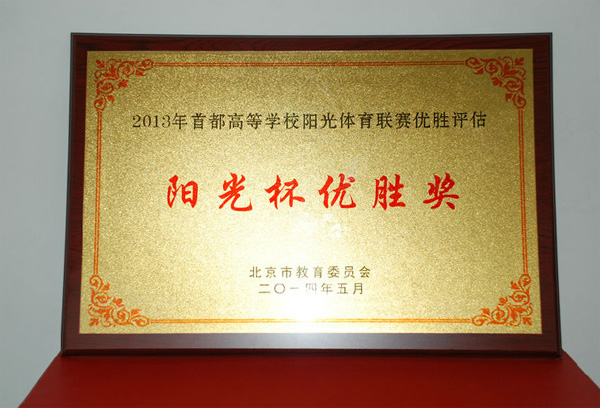 2013年首都高等学校阳光体育联赛优胜评估
阳光杯优胜奖
北京市教育委员会
二〇一四年五月